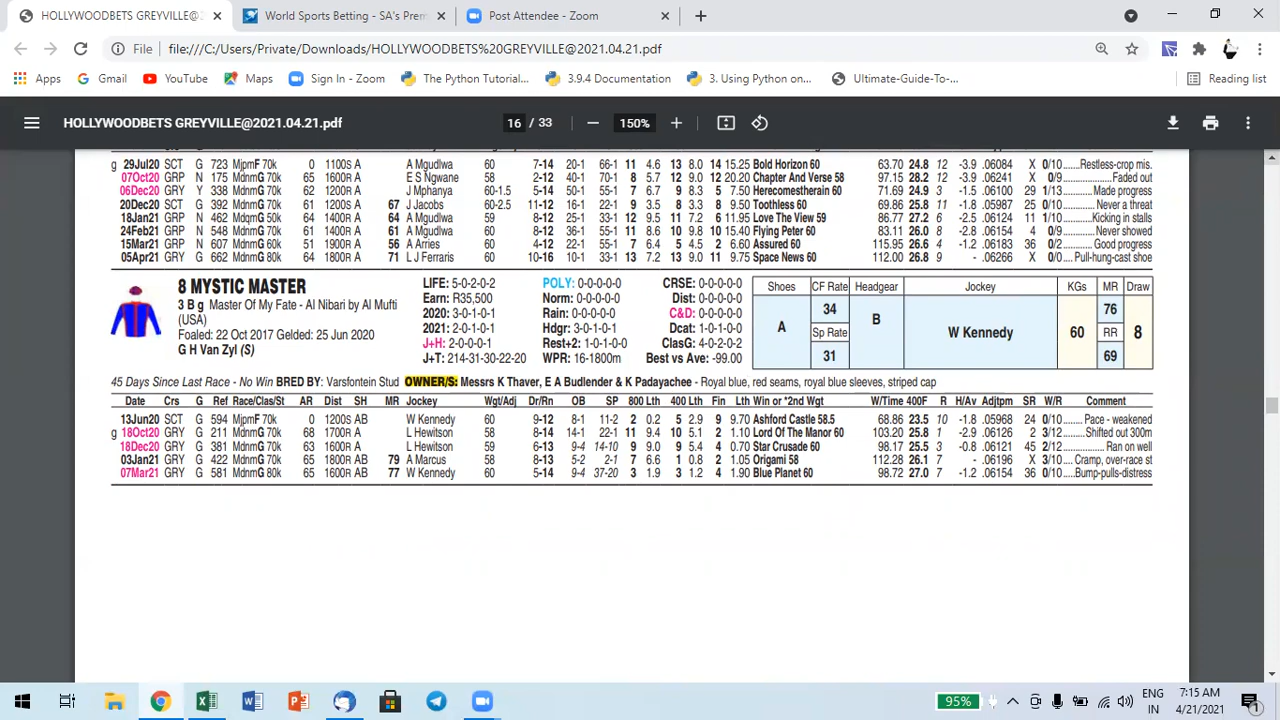 HOLLYWOODBETS GREYVILLE@2021
World Sports Betting - SA's Prem
Post Attendee - Zoom
File
file:///C:/Users/Private/Downloads/HOLLYWOODBETS%20GREYVILLE@2021.04.21.pdf
Apps
Gmail
YouTube
Maps
Sign In - Zoom
The Python Tutorial...
3.9.4 Documentation
3. Using Python on...
Ultimate-Guide-To-...
Reading list
HOLLYWOODBETS GREYVILLE@2021.04.21.pdf
16 / 33
150%
g 29Jul20 SCT G 723 MjpmF 70k 0 1100S A A Mgudlwa 60 7-14 20-1 66-1 11 4.6 13 8.0 14 15.25 Bold Horizon 60 63.70 24.8 12 -3.9 .06084 X 0/10 .......Restless-crop mis.
07Oct20 GRP N 175 MdnmG 70k 65 1600R A E S Ngwane 58 2-12 40-1 70-1 8 5.7 12 9.0 12 20.20 Chapter And Verse 58 97.15 28.2 12 -3.9 .06241 X 0/9 ....................Faded out
06Dec20 GRY Y 338 MdnmG 70k 62 1200R A J Mphanya 60-1.5 5-14 50-1 55-1 7 6.7 9 8.3 5 7.50 Herecomestherain 60 71.69 24.9 3 -1.5 .06100 29 1/13 ............Made progress
20Dec20 SCT G 392 MdnmG 70k 62 1200S A 67 J Jacobs 60-2.5 11-12 16-1 22-1 9 3.5 8 3.3 8 9.50 Toothless 60 69.86 25.8 11 -1.8 .05987 25 0/10 ...............Never a threat
18Jan21 GRP N 462 MdqmG 50k 64 1400R A 64 A Mgudlwa 59 8-12 25-1 33-1 12 9.5 11 7.2 6 11.95 Love The View 59 86.77 27.2 6 -2.5 .06124 11 1/10 ............Kicking in stalls
24Feb21 GRP N 548 MdnmG 70k 61 1400R A 61 A Mgudlwa 60 8-12 36-1 55-1 11 8.6 10 9.8 10 15.40 Flying Peter 60 83.11 26.0 8 -2.8 .06154 4 0/9 .............Never showed
15Mar21 GRP N 607 MdnmG 60k 51 1900R A 56 A Arries 60 4-12 22-1 55-1 7 6.4 5 4.5 2 6.60 Assured 60 115.95 26.6 4 -1.2 .06183 36 0/2 .............Good progress
05Apr21 GRY G 662 MdnmG 80k 64 1800R A 71 L J Ferraris 60 10-16 10-1 33-1 13 7.2 13 9.0 11 9.75 Space News 60 112.00 26.8 9 - .06266 X 0/0 ....Pull-hung-cast shoe
8 MYSTIC MASTER
3 B g Master Of My Fate - Al Nibari by Al Mufti
(USA)
Foaled: 22 Oct 2017 Gelded: 25 Jun 2020
G H Van Zyl (S)
LIFE: 5-0-2-0-2
Earn: R35,500
2020: 3-0-1-0-1
2021: 2-0-1-0-1
J+H: 2-0-0-0-1
J+T: 214-31-30-22-20
POLY: 0-0-0-0-0
Norm: 0-0-0-0-0
Rain: 0-0-0-0-0
Hdgr: 3-0-1-0-1
Rest+2: 1-0-1-0-0
WPR: 16-1800m
CRSE: 0-0-0-0-0
Dist: 0-0-0-0-0
C&D: 0-0-0-0-0
Dcat: 1-0-1-0-0
ClasG: 4-0-2-0-2
Best vs Ave: -99.00
Shoes CF Rate Headgear Jockey KGs MR Draw
A 34 B W Kennedy 60 76 8
Sp Rate RR
31 69
45 Days Since Last Race - No Win BRED BY: Varsfontein Stud OWNER/S: Messrs K Thaver, E A Budlender & K Padayachee - Royal blue, red seams, royal blue sleeves, striped cap
Date Crs G Ref Race/Clas/St AR Dist SH MR Jockey Wgt/Adj Dr/Rn OB SP 800 Lth 400 Lth Fin Lth Win or *2nd Wgt W/Time 400F R H/Av Adjtpm SR W/R Comment
13Jun20 SCT G 594 MjpmF 70k 0 1200S AB W Kennedy 60 9-12 8-1 11-2 2 0.2 5 2.9 9 9.70 Ashford Castle 58.5 68.86 23.5 10 -1.8 .05968 24 0/10 .......Pace - weakened
g 18Oct20 GRY G 211 MdnmG 70k 68 1700R A L Hewitson 58 8-14 14-1 22-1 11 9.4 10 5.1 2 1.10 Lord Of The Manor 60 103.20 25.8 1 -2.9 .06126 2 3/12 .........Shifted out 300m
18Dec20 GRY G 381 MdnmG 70k 63 1600R A L Hewitson 59 6-13 9-4 14-10 9 9.0 9 5.4 4 0.70 Star Crusade 60 98.17 25.5 3 -0.8 .06121 45 2/12 ..................Ran on well
03Jan21 GRY G 422 MdnmG 70k 65 1800R AB 79 A Marcus 58 8-13 5-2 2-1 7 6.6 1 0.8 2 1.05 Origami 58 112.28 26.1 7 - .06196 X 3/10 ....Cramp, over-race st
07Mar21 GRY G 581 MdnmG 80k 65 1600R AB 77 W Kennedy 60 5-14 9-4 37-20 3 1.9 3 1.2 4 1.90 Blue Planet 60 98.72 27.0 7 -1.2 .06154 36 0/10 ....Bump-pulls-distress
95%
ENG
IN
7:15 AM
4/21/2021